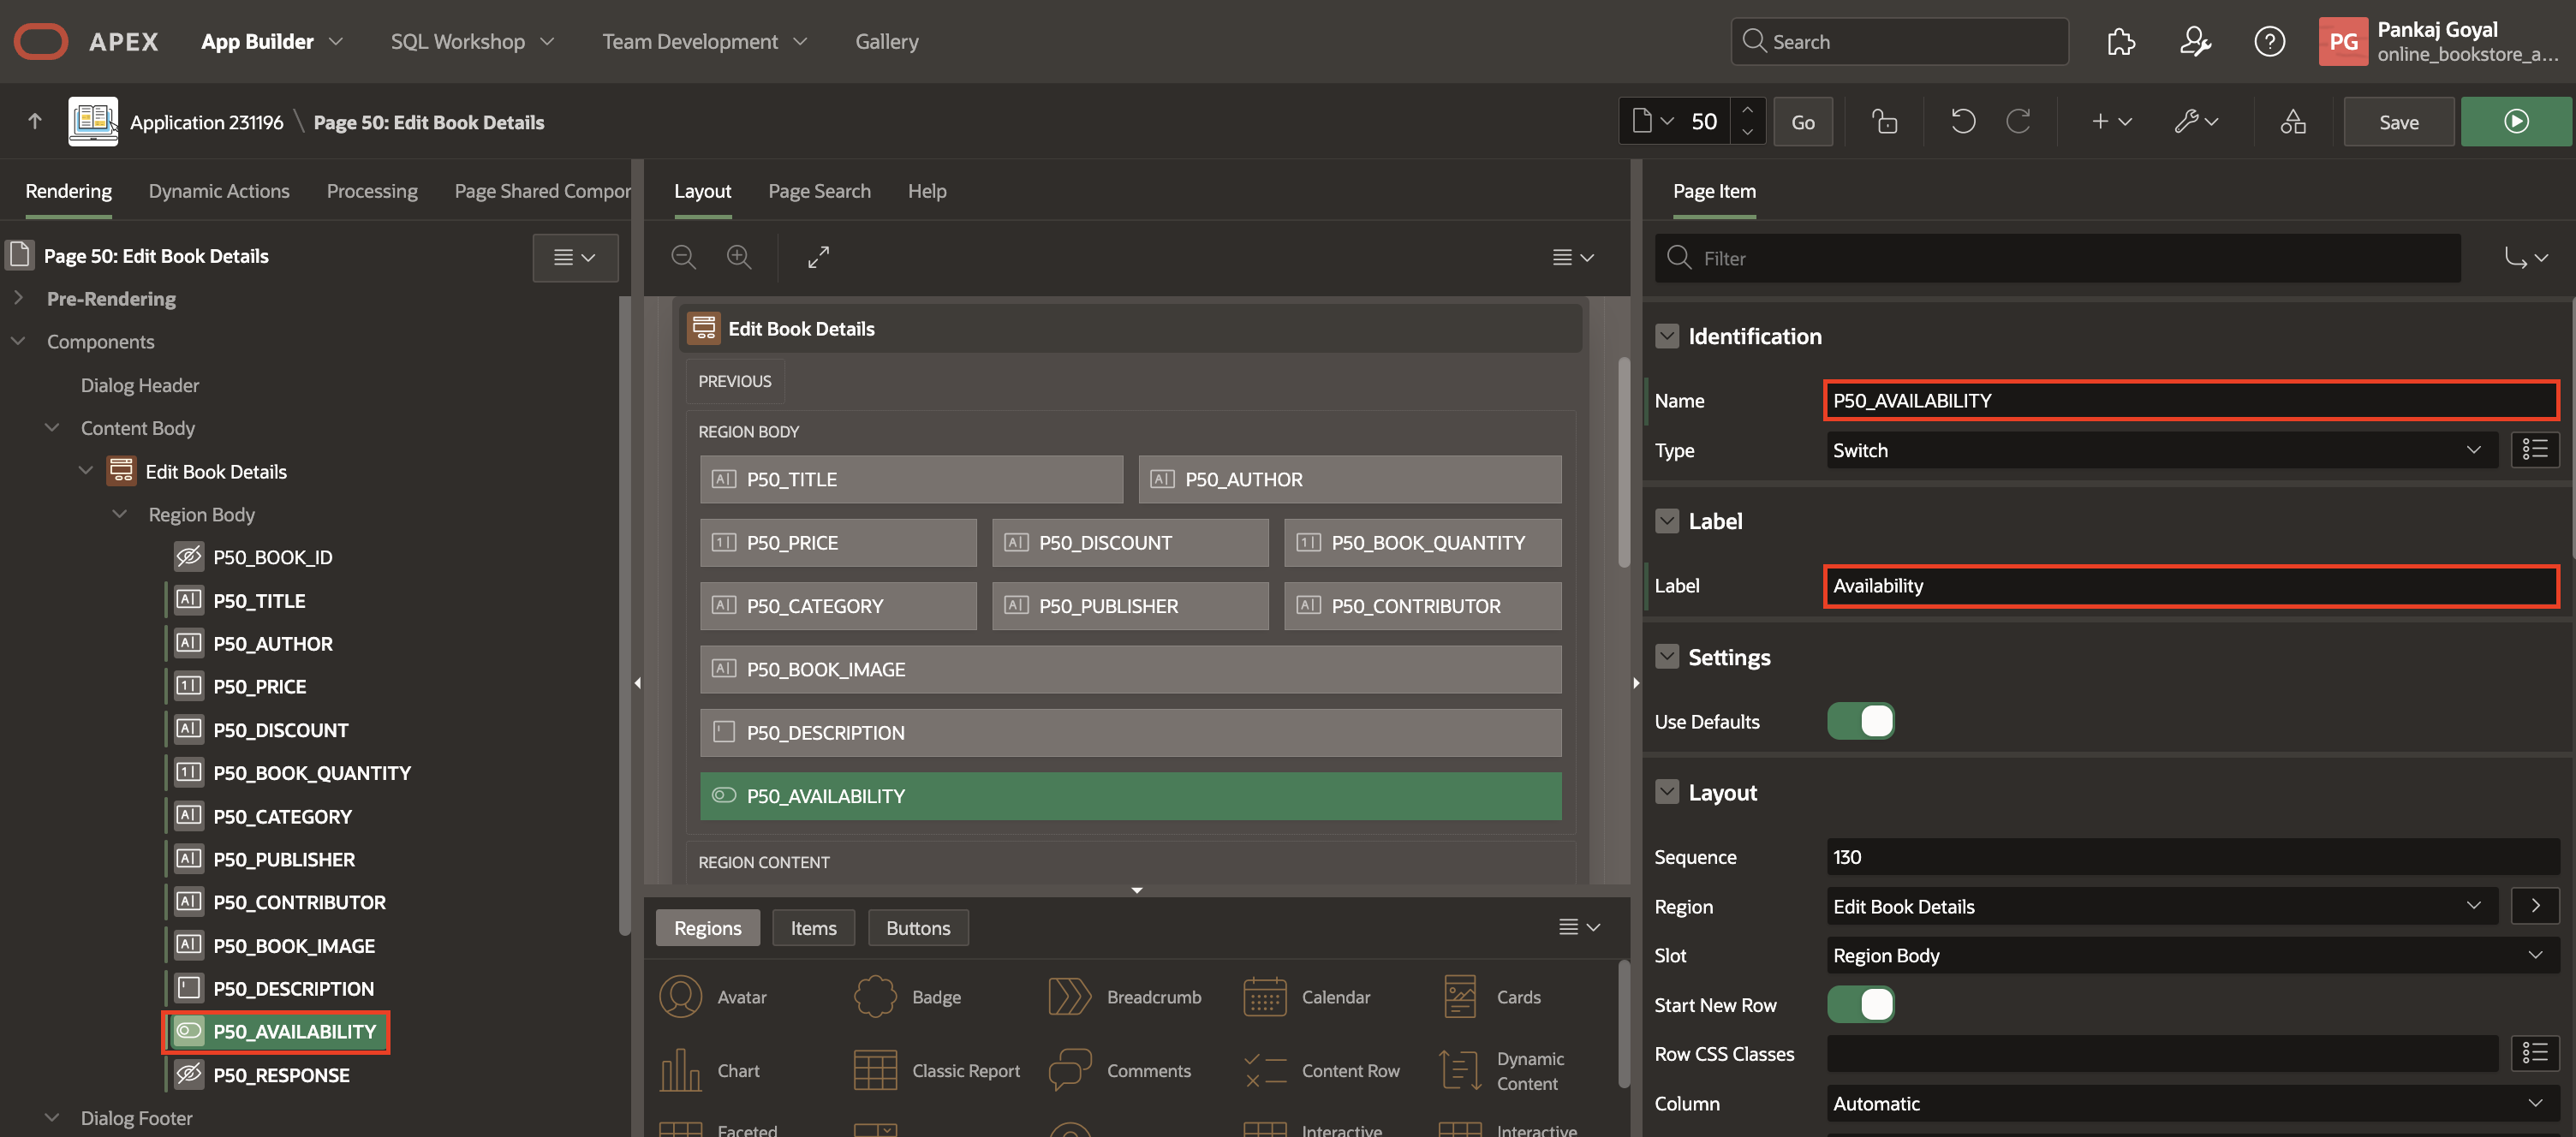 APEX App Builder SQL Workshop Team Development Gallery Search PG Pankaj Goyal
online_bookstore_a...
Application 231196 \ Page 50: Edit Book Details 50 Go Save
Rendering Dynamic Actions Processing Page Shared Compor
Page 50: Edit Book Details
Pre-Rendering
Components
Dialog Header
Content Body
Edit Book Details
Region Body
P50_BOOK_ID
P50_TITLE
P50_AUTHOR
P50_PRICE
P50_DISCOUNT
P50_BOOK_QUANTITY
P50_CATEGORY
P50_PUBLISHER
P50_CONTRIBUTOR
P50_BOOK_IMAGE
P50_DESCRIPTION
P50_AVAILABILITY
P50_RESPONSE
Dialog Footer
Layout Page Search Help
Edit Book Details
PREVIOUS
REGION BODY
P50_TITLE P50_AUTHOR
P50_PRICE P50_DISCOUNT P50_BOOK_QUANTITY
P50_CATEGORY P50_PUBLISHER P50_CONTRIBUTOR
P50_BOOK_IMAGE
P50_DESCRIPTION
P50_AVAILABILITY
REGION CONTENT
Regions Items Buttons
Avatar Badge Breadcrumb Calendar Cards
Chart Classic Report Comments Content Row Dynamic
Content
Faceted Interactive Interactive
Page Item
Filter
Identification
Name P50_AVAILABILITY
Type Switch
Label
Label Availability
Settings
Use Defaults
Layout
Sequence 130
Region Edit Book Details
Slot Region Body
Start New Row
Row CSS Classes
Column Automatic